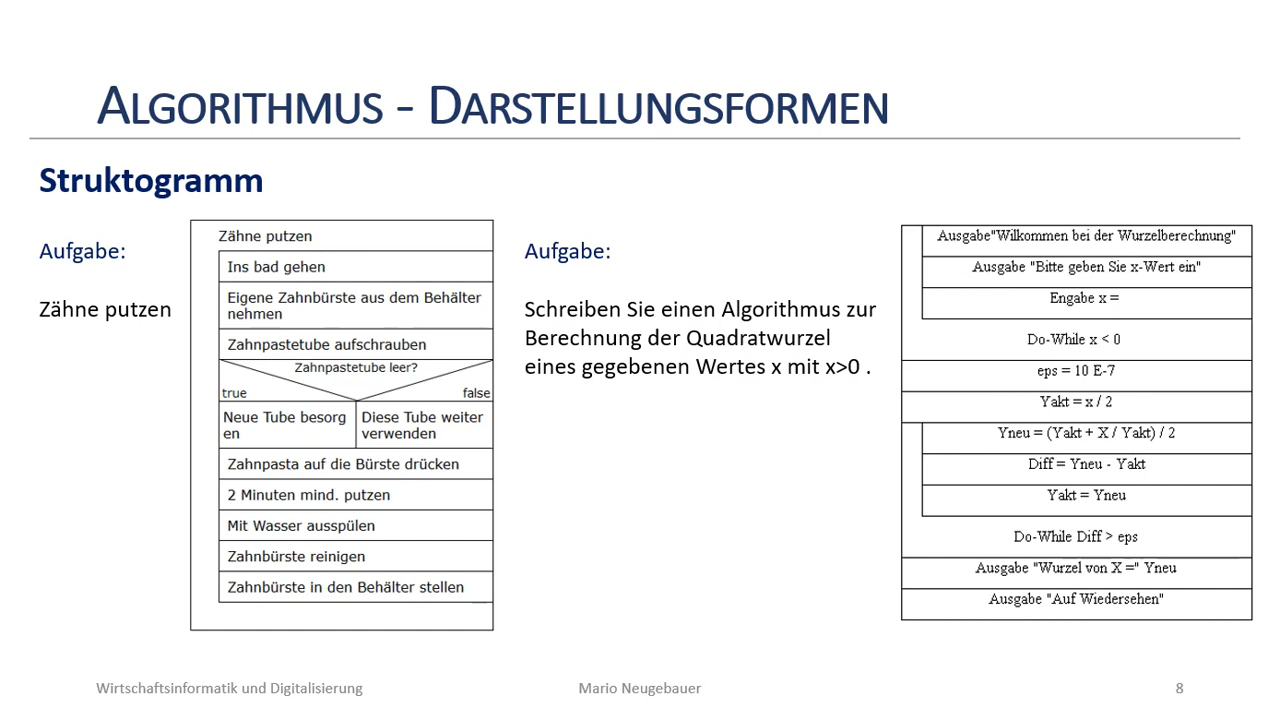 ALGORITHMUS - DARSTELLUNGSFORMEN
Struktogramm
Aufgabe:
Zähne putzen
Zähne putzen
Ins bad gehen
Eigene Zahnbürste aus dem Behälter
nehmen
Zahnpastetube aufschrauben
Zahnpastetube leer?
true
false
Neue Tube besorg
en
Diese Tube weiter
verwenden
Zahnpasta auf die Bürste drücken
2 Minuten mind. putzen
Mit Wasser ausspülen
Zahnbürste reinigen
Zahnbürste in den Behälter stellen
Aufgabe:
Schreiben Sie einen Algorithmus zur
Berechnung der Quadratwurzel
eines gegebenen Wertes x mit x>0 .
Ausgabe"Wilkommen bei der Wurzelberechnung"
Ausgabe "Bitte geben Sie x-Wert ein"
Engabe x =
Do-While x < 0
eps = 10 E-7
Yakt = x / 2
Yneu = (Yakt + X / Yakt) / 2
Diff = Yneu - Yakt
Yakt = Yneu
Do-While Diff > eps
Ausgabe "Wurzel von X =" Yneu
Ausgabe "Auf Wiedersehen"
Wirtschaftsinformatik und Digitalisierung
Mario Neugebauer
8